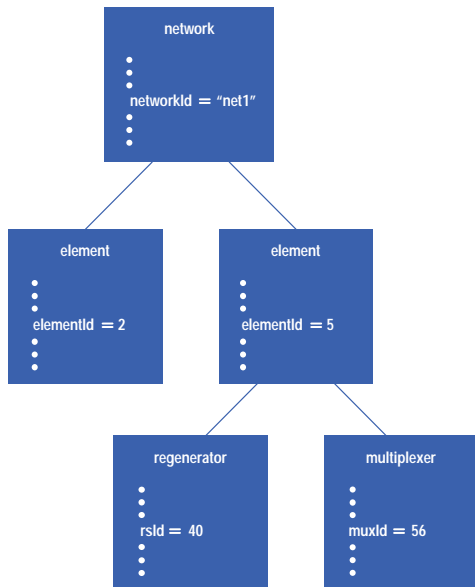 network
networkId = “net1”
element
elementId = 2
element
elementId = 5
regenerator
rsId = 40
multiplexer
muxId = 56